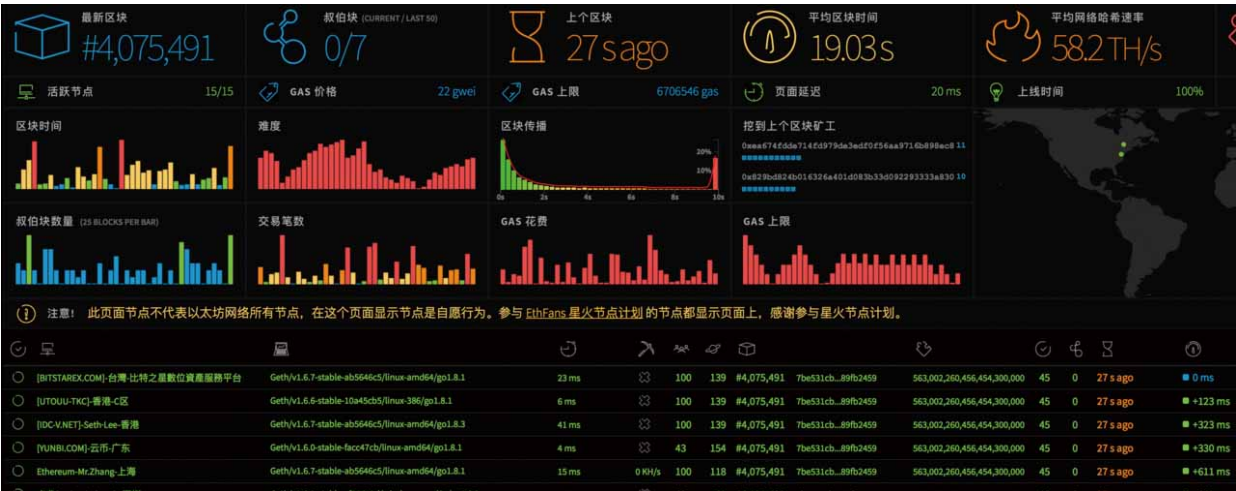 最新区块
#4,075,491
叔伯块 (CURRENT / LAST 50)
0/7
上个区块
27 s ago
平均区块时间
19.03 s
平均网络哈希速率
58.2 TH/s
活跃节点 15/15
GAS 价格 22 gwei
GAS 上限 6706546 gas
页面延迟 20 ms
上线时间 100%
区块时间
难度
区块传播
20%
10%
0s 2s 4s 6s 8s 10s
挖到上个区块矿工
0xea674fdde714fd979de3edf0f56aa9716b898ec8 11
0x829bd824b016326a401d083b33d092293333a830 10
叔伯块数量 (25 BLOCKS PER BAR)
交易笔数
GAS 花费
GAS 上限
注意! 此页面节点不代表以太坊网络所有节点，在这个页面显示节点是自愿行为。参与 EthFans 星火节点计划 的节点都显示页面上，感谢参与星火节点计划。
[BITSTAREX.COM]-台灣-比特之星數位資產服務平台 Geth/v1.6.7-stable-ab5646c5/linux-amd64/go1.8.1 23 ms 100 139 #4,075,491 7be531cb...89fb2459 563,002,260,456,454,300,000 45 0 27 s ago 0 ms
[UTOUU-TKC]-香港-C区 Geth/v1.6.6-stable-10a45cb5/linux-386/go1.8.1 6 ms 100 139 #4,075,491 7be531cb...89fb2459 563,002,260,456,454,300,000 45 0 27 s ago +123 ms
[IDC-V.NET]-Seth-Lee-香港 Geth/v1.6.7-stable-ab5646c5/linux-amd64/go1.8.3 41 ms 100 139 #4,075,491 7be531cb...89fb2459 563,002,260,456,454,300,000 45 0 27 s ago +323 ms
[YUNBI.COM]-云币-广东 Geth/v1.6.0-stable-facc47cb/linux-amd64/go1.8.1 4 ms 43 154 #4,075,491 7be531cb...89fb2459 563,002,260,456,454,300,000 45 0 27 s ago +330 ms
Ethereum-Mr.Zhang-上海 Geth/v1.6.7-stable-ab5646c5/linux-amd64/go1.8.1 15 ms 0 KH/s 100 118 #4,075,491 7be531cb...89fb2459 563,002,260,456,454,300,000 45 0 27 s ago +611 ms